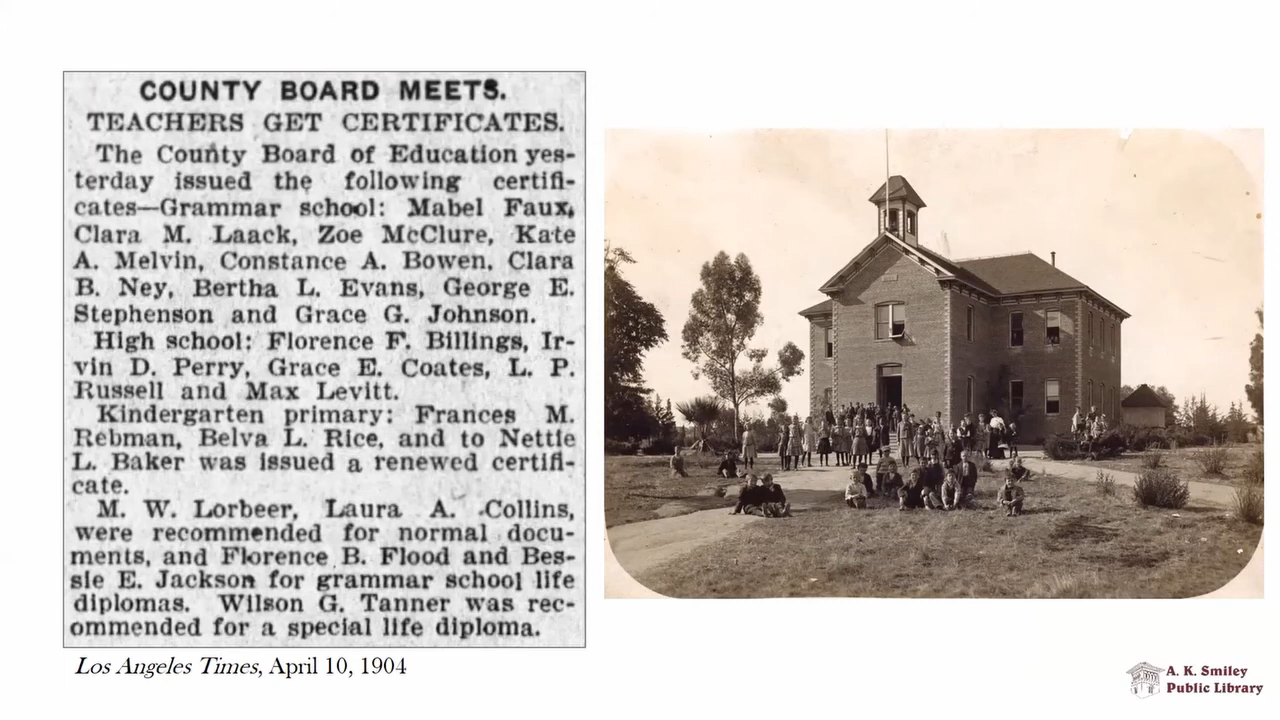 COUNTY BOARD MEETS.
TEACHERS GET CERTIFICATES.
The County Board of Education yes-
terday issued the following certifi-
cates—Grammar school: Mabel Faux,
Clara M. Laack, Zoe McClure, Kate
A. Melvin, Constance A. Bowen, Clara
B. Ney, Bertha L. Evans, George E.
Stephenson and Grace G. Johnson.
High school: Florence F. Billings, Ir-
vin D. Perry, Grace E. Coates, L. P.
Russell and Max Levitt.
Kindergarten primary: Frances M.
Rebman, Belva L. Rice, and to Nettie
L. Baker was issued a renewed certifi-
cate.
M. W. Lorbeer, Laura A. Collins,
were recommended for normal docu-
ments, and Florence B. Flood and Bes-
sie E. Jackson for grammar school life
diplomas. Wilson G. Tanner was rec-
ommended for a special life diploma.
Los Angeles Times, April 10, 1904
A. K. Smiley
Public Library